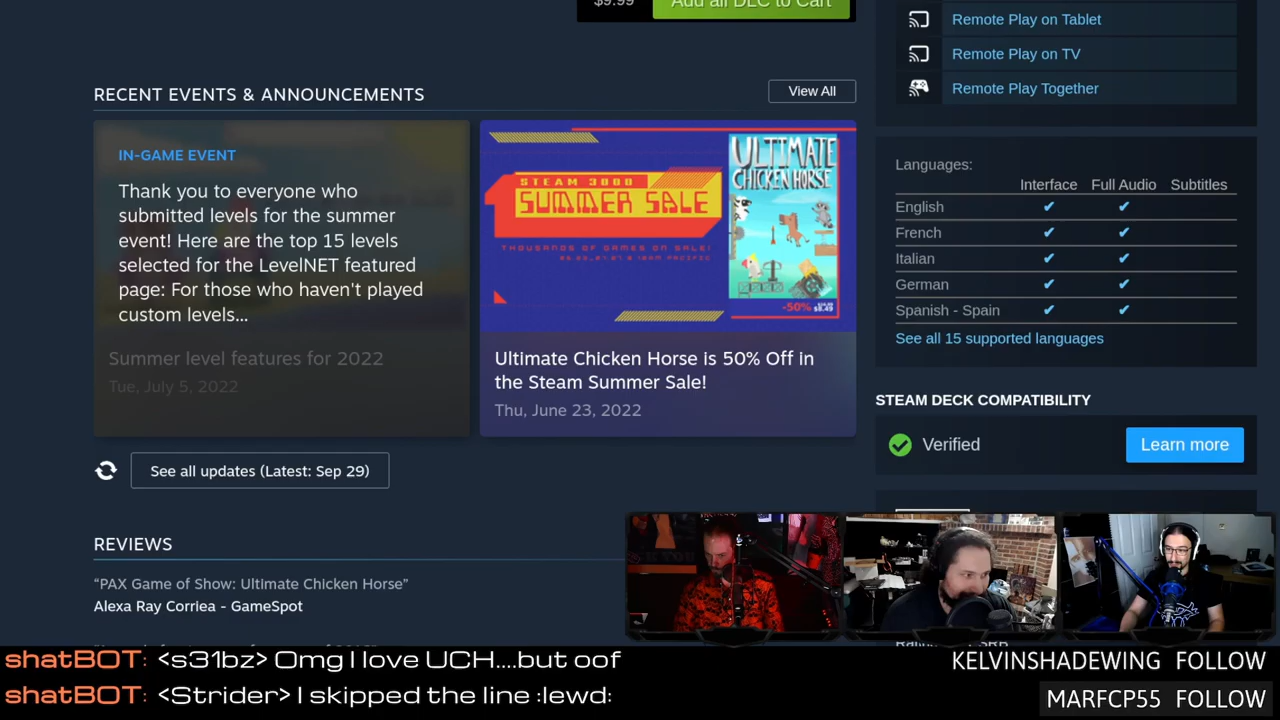 $9.99
Add all DLC to Cart
RECENT EVENTS & ANNOUNCEMENTS
View All
IN-GAME EVENT
Thank you to everyone who
submitted levels for the summer
event! Here are the top 15 levels
selected for the LevelNET featured
page: For those who haven't played
custom levels...
Summer level features for 2022
Tue, July 5, 2022
STEAM 3000
SUMMER SALE
THOUSANDS OF GAMES ON SALE!
ULTIMATE
CHICKEN HORSE
-50%
$8.49
Ultimate Chicken Horse is 50% Off in
the Steam Summer Sale!
Thu, June 23, 2022
See all updates (Latest: Sep 29)
REVIEWS
“PAX Game of Show: Ultimate Chicken Horse”
Alexa Ray Corriea - GameSpot
Remote Play on Tablet
Remote Play on TV
Remote Play Together
Languages:
Interface Full Audio Subtitles
English ✔ ✔
French ✔ ✔
Italian ✔ ✔
German ✔ ✔
Spanish - Spain ✔ ✔
See all 15 supported languages
STEAM DECK COMPATIBILITY
Verified
Learn more
shatBOT: <s31bz> Omg I love UCH....but oof
shatBOT: <Strider> I skipped the line :lewd:
KELVINSHADEWING FOLLOW
MARFCP55 FOLLOW